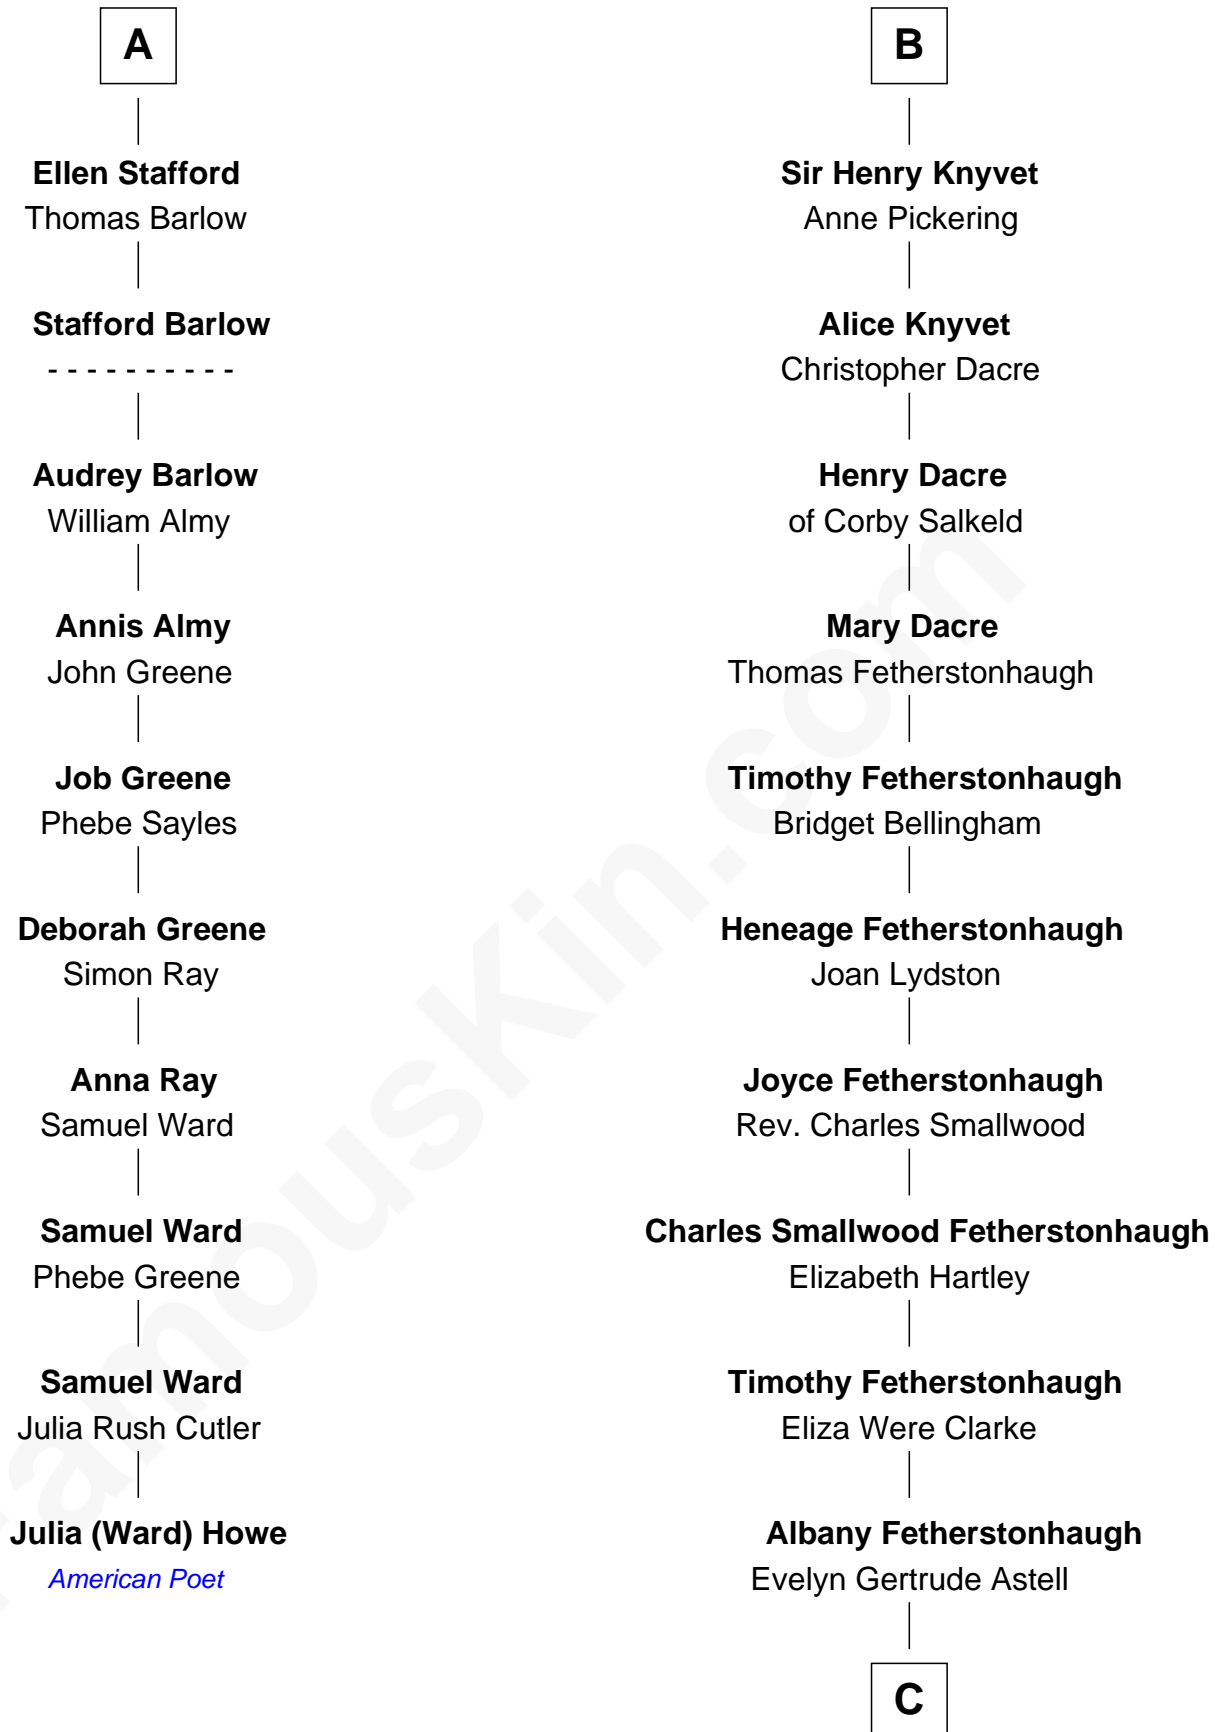 A
Ellen Stafford
Thomas Barlow
Stafford Barlow
- - - - - - - - - -
Audrey Barlow
William Almy
Annis Almy
John Greene
Job Greene
Phebe Sayles
Deborah Greene
Simon Ray
Anna Ray
Samuel Ward
Samuel Ward
Phebe Greene
Samuel Ward
Julia Rush Cutler
Julia (Ward) Howe
American Poet
B
Sir Henry Knyvet
Anne Pickering
Alice Knyvet
Christopher Dacre
Henry Dacre
of Corby Salkeld
Mary Dacre
Thomas Fetherstonhaugh
Timothy Fetherstonhaugh
Bridget Bellingham
Heneage Fetherstonhaugh
Joan Lydston
Joyce Fetherstonhaugh
Rev. Charles Smallwood
Charles Smallwood Fetherstonhaugh
Elizabeth Hartley
Timothy Fetherstonhaugh
Eliza Were Clarke
Albany Fetherstonhaugh
Evelyn Gertrude Astell
C
FamousKin.com